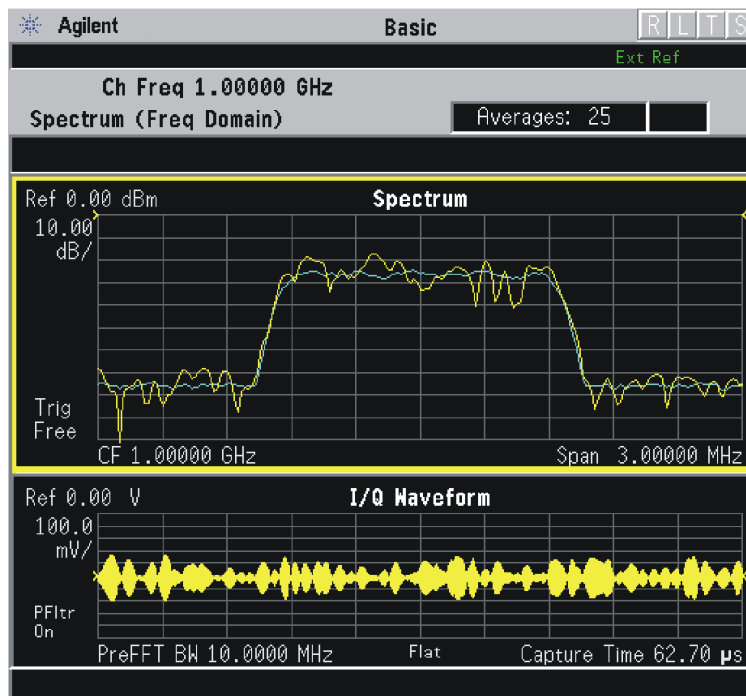 Agilent Basic R L T S
Ext Ref
Ch Freq 1.00000 GHz
Spectrum (Freq Domain) Averages: 25
Ref 0.00 dBm Spectrum
10.00
dB/
Trig
Free
CF 1.00000 GHz Span 3.00000 MHz
Ref 0.00 V I/Q Waveform
100.0
mV/
PFltr
On
PreFFT BW 10.0000 MHz Flat Capture Time 62.70 µs